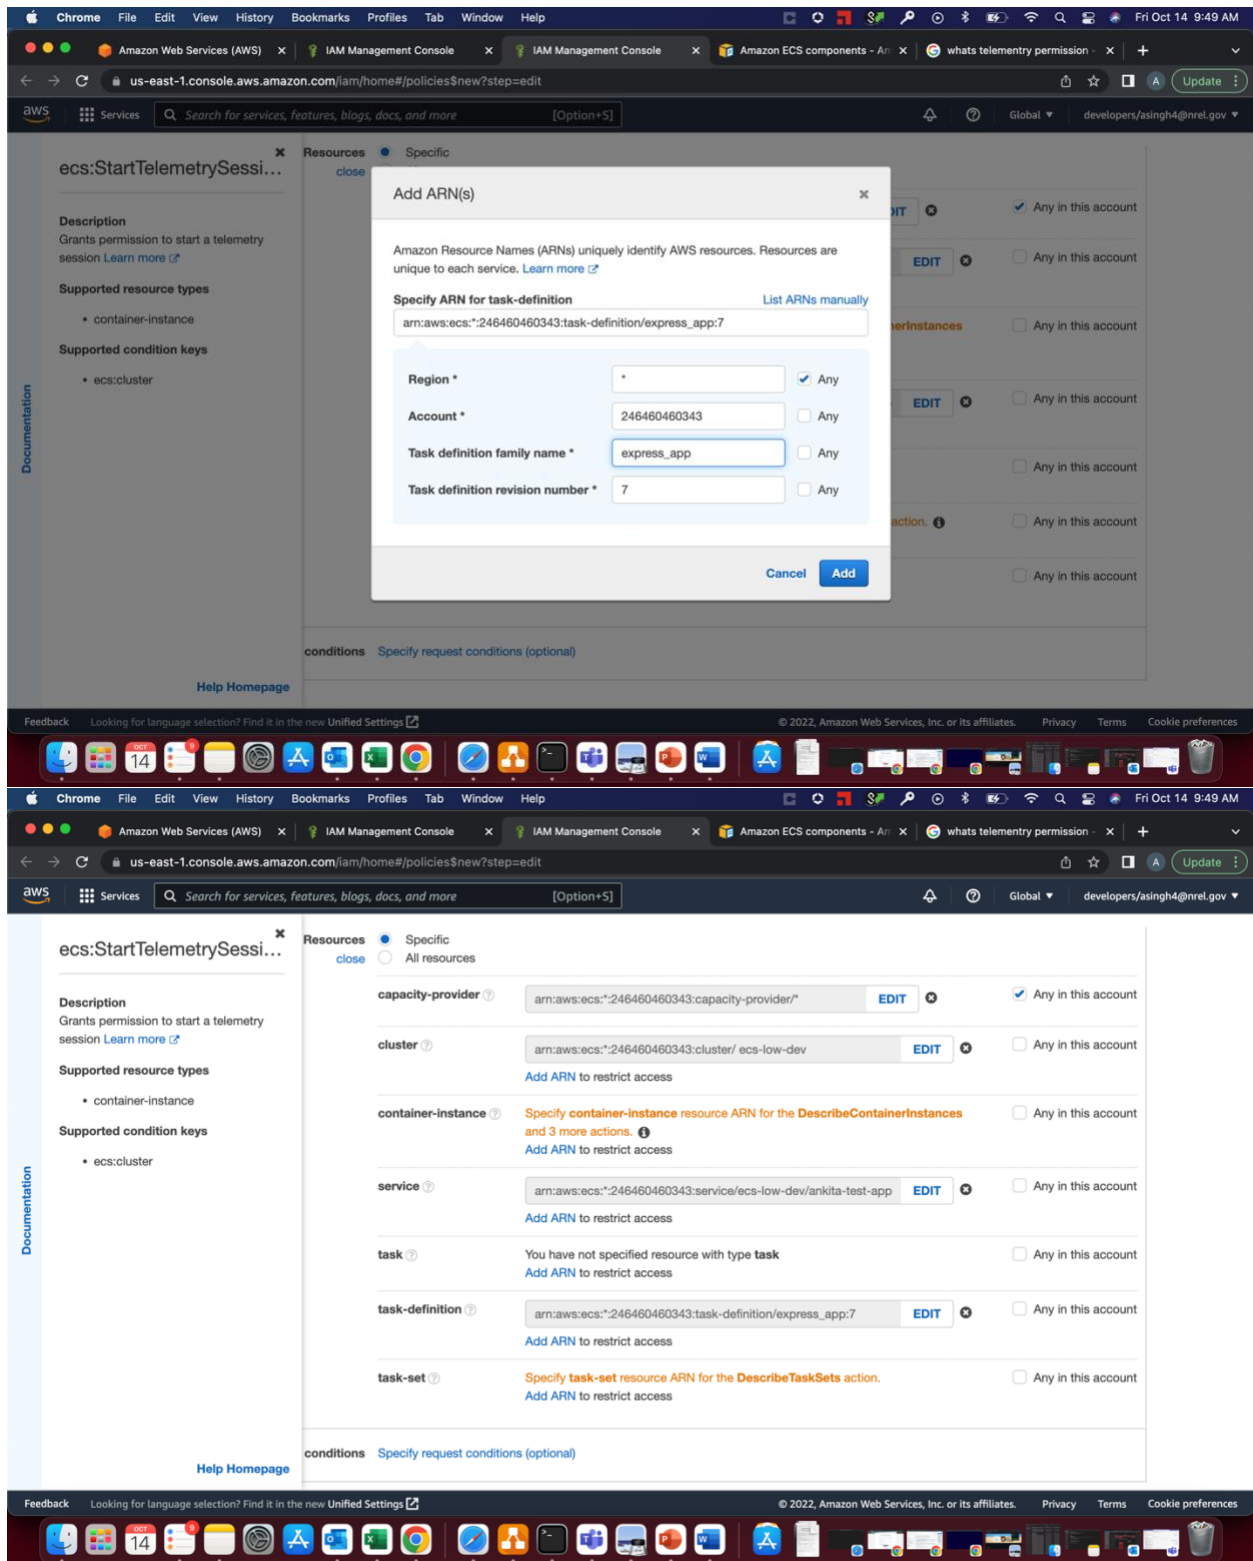 Chrome File Edit View History Bookmarks Profiles Tab Window Help Fri Oct 14 9:49 AM
Amazon Web Services (AWS) IAM Management Console IAM Management Console Amazon ECS components - Am whats telementry permission -
us-east-1.console.aws.amazon.com/iam/home#/policies$new?step=edit A Update
aws Services Search for services, features, blogs, docs, and more [Option+S] Global developers/asingh4@nrel.gov
ecs:StartTelemetrySessi...
Description
Grants permission to start a telemetry
session Learn more
Supported resource types
• container-instance
Supported condition keys
• ecs:cluster
Documentation
Help Homepage
Resources Specific
close
Add ARN(s)
Amazon Resource Names (ARNs) uniquely identify AWS resources. Resources are
unique to each service. Learn more
Specify ARN for task-definition List ARNs manually
arn:aws:ecs:*:246460460343:task-definition/express_app:7
Region * * Any
Account * 246460460343 Any
Task definition family name * express_app Any
Task definition revision number * 7 Any
Cancel Add
EDIT Any in this account
EDIT Any in this account
nerInstances Any in this account
EDIT Any in this account
Any in this account
action. Any in this account
Any in this account
conditions Specify request conditions (optional)
Feedback Looking for language selection? Find it in the new Unified Settings © 2022, Amazon Web Services, Inc. or its affiliates. Privacy Terms Cookie preferences
OCT
14
9
Chrome File Edit View History Bookmarks Profiles Tab Window Help Fri Oct 14 9:49 AM
Amazon Web Services (AWS) IAM Management Console IAM Management Console Amazon ECS components - Am whats telementry permission -
us-east-1.console.aws.amazon.com/iam/home#/policies$new?step=edit A Update
aws Services Search for services, features, blogs, docs, and more [Option+S] Global developers/asingh4@nrel.gov
ecs:StartTelemetrySessi...
Description
Grants permission to start a telemetry
session Learn more
Supported resource types
• container-instance
Supported condition keys
• ecs:cluster
Documentation
Help Homepage
Resources Specific
close All resources
capacity-provider arn:aws:ecs:*:246460460343:capacity-provider/* EDIT Any in this account
cluster arn:aws:ecs:*:246460460343:cluster/ ecs-low-dev EDIT Any in this account
Add ARN to restrict access
container-instance Specify container-instance resource ARN for the DescribeContainerInstances Any in this account
and 3 more actions.
Add ARN to restrict access
service arn:aws:ecs:*:246460460343:service/ecs-low-dev/ankita-test-app EDIT Any in this account
Add ARN to restrict access
task You have not specified resource with type task Any in this account
Add ARN to restrict access
task-definition arn:aws:ecs:*:246460460343:task-definition/express_app:7 EDIT Any in this account
Add ARN to restrict access
task-set Specify task-set resource ARN for the DescribeTaskSets action. Any in this account
Add ARN to restrict access
conditions Specify request conditions (optional)
Feedback Looking for language selection? Find it in the new Unified Settings © 2022, Amazon Web Services, Inc. or its affiliates. Privacy Terms Cookie preferences
OCT
14
9